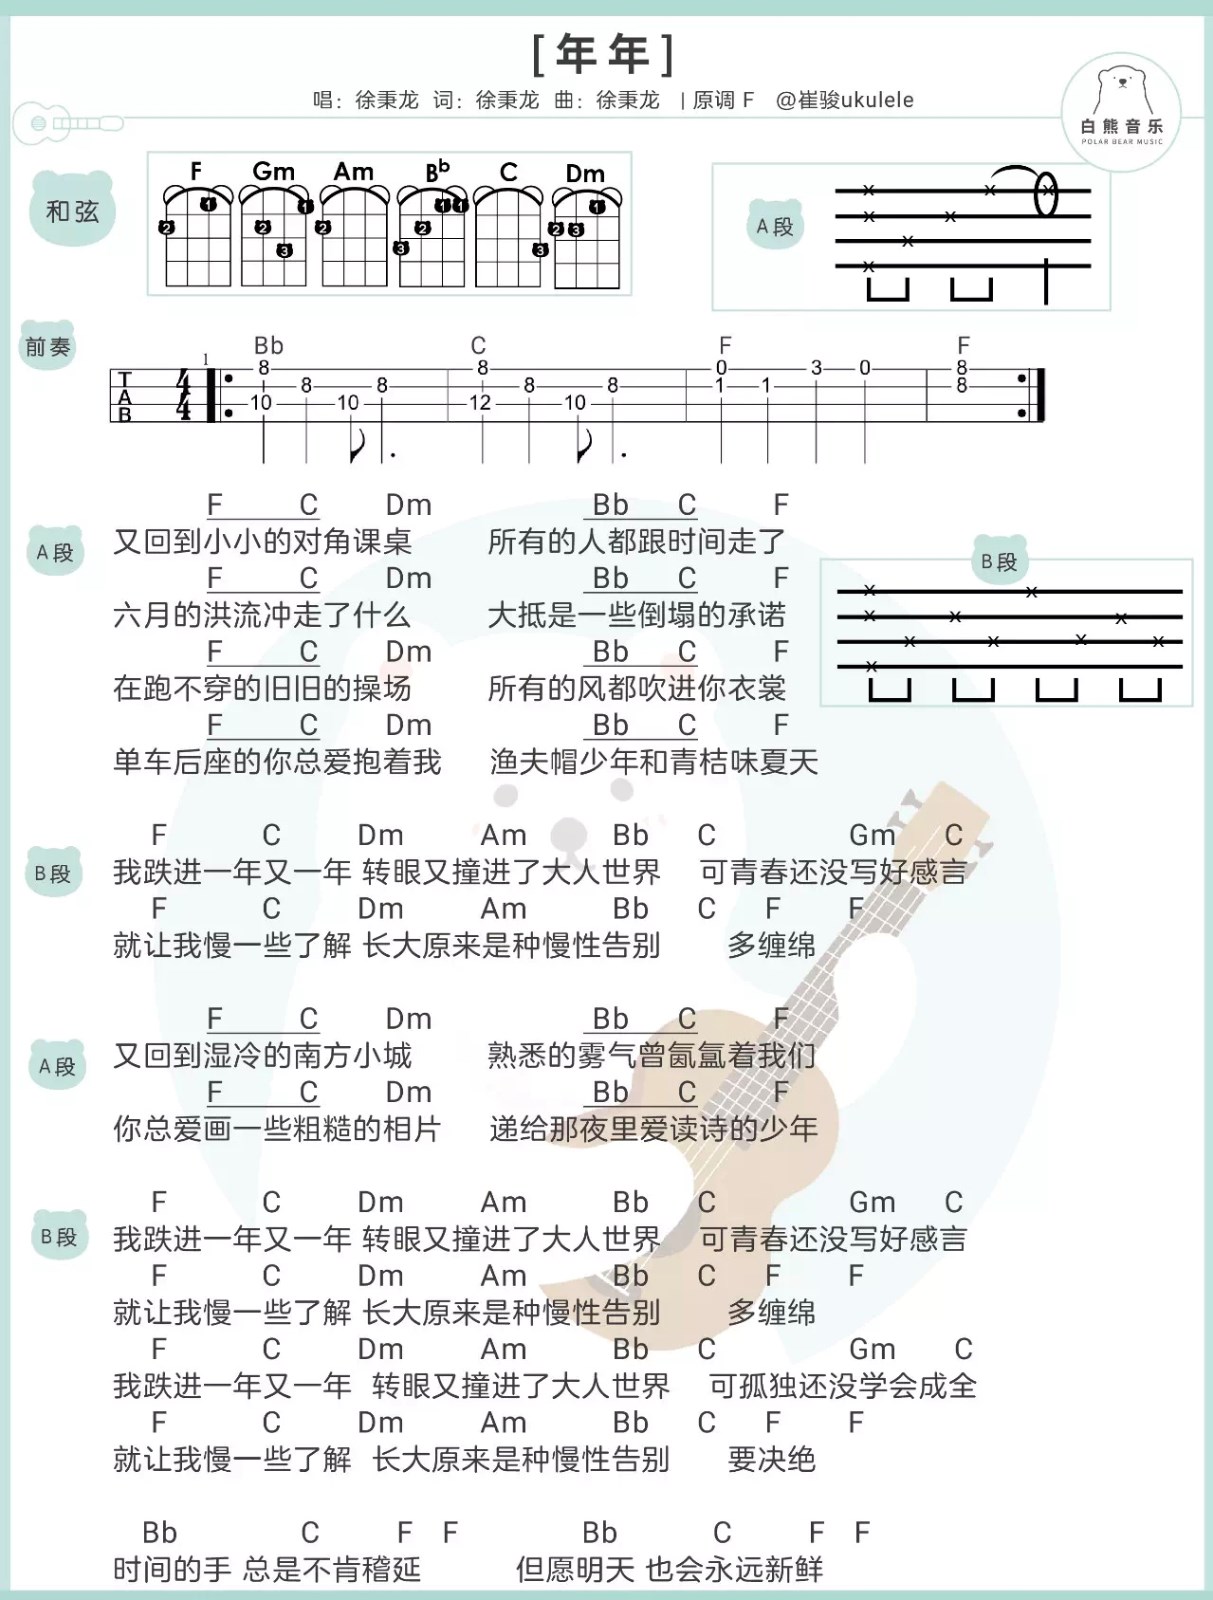 [年年]
唱：徐秉龙 词：徐秉龙 曲：徐秉龙 | 原调 F @崔骏ukulele
白熊音乐
POLAR BEAR MUSIC
和弦
F Gm Am Bb C Dm
1 2 1 2 3 2 1 1 2 3 3 1 2 3
A段
前奏
Bb C F F
1
T A B 4 4
8 8 8 8 8 8 0 1 1 3 0 8 8
10 10 12 10
F C Dm Bb C F
A段
又回到小小的对角课桌 所有的人都跟时间走了
B段
F C Dm Bb C F
六月的洪流冲走了什么 大抵是一些倒塌的承诺
F C Dm Bb C F
在跑不穿的旧旧的操场 所有的风都吹进你衣裳
F C Dm Bb C F
单车后座的你总爱抱着我 渔夫帽少年和青桔味夏天
F C Dm Am Bb C Gm C
B段
我跌进一年又一年 转眼又撞进了大人世界 可青春还没写好感言
F C Dm Am Bb C F F
就让我慢一些了解 长大原来是种慢性告别 多缠绵
F C Dm Bb C F
A段
又回到湿冷的南方小城 熟悉的雾气曾氤氲着我们
F C Dm Bb C F
你总爱画一些粗糙的相片 递给那夜里爱读诗的少年
F C Dm Am Bb C Gm C
B段
我跌进一年又一年 转眼又撞进了大人世界 可青春还没写好感言
F C Dm Am Bb C F F
就让我慢一些了解 长大原来是种慢性告别 多缠绵
F C Dm Am Bb C Gm C
我跌进一年又一年 转眼又撞进了大人世界 可孤独还没学会成全
F C Dm Am Bb C F F
就让我慢一些了解 长大原来是种慢性告别 要决绝
Bb C F F Bb C F F
时间的手 总是不肯稽延 但愿明天 也会永远新鲜